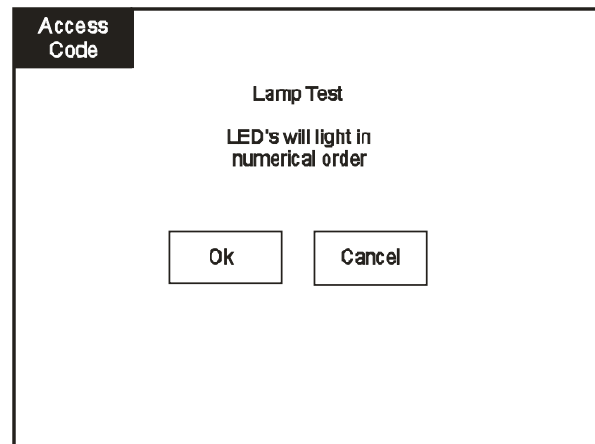 Access
Code
Lamp Test
LED's will light in
numerical order
Ok
Cancel